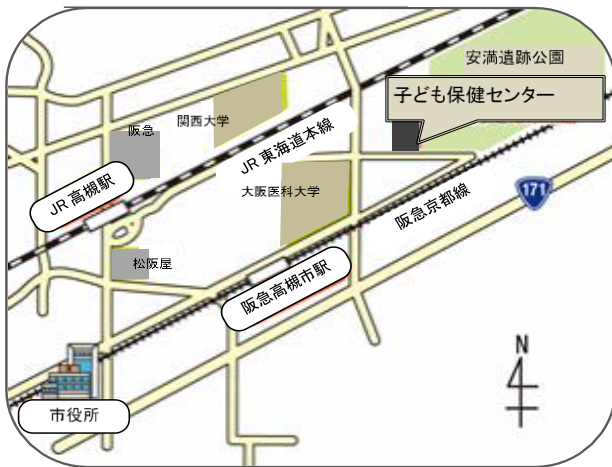 安満遺跡公園
子ども保健センター
関西大学
阪急
JR 東海道本線
JR 高槻駅
大阪医科大学
171
阪急京都線
松阪屋
阪急高槻市駅
N
市役所